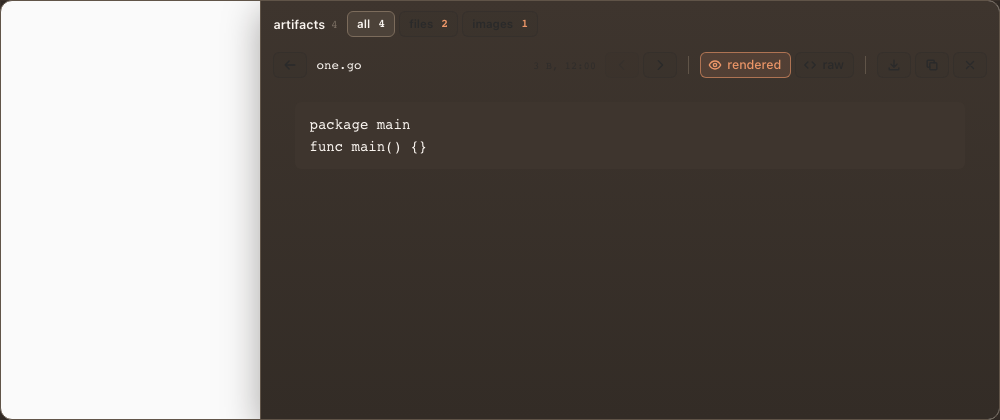 artifacts 4 all 4 files 2 images 1
one.go rendered raw
package main
func main() {}